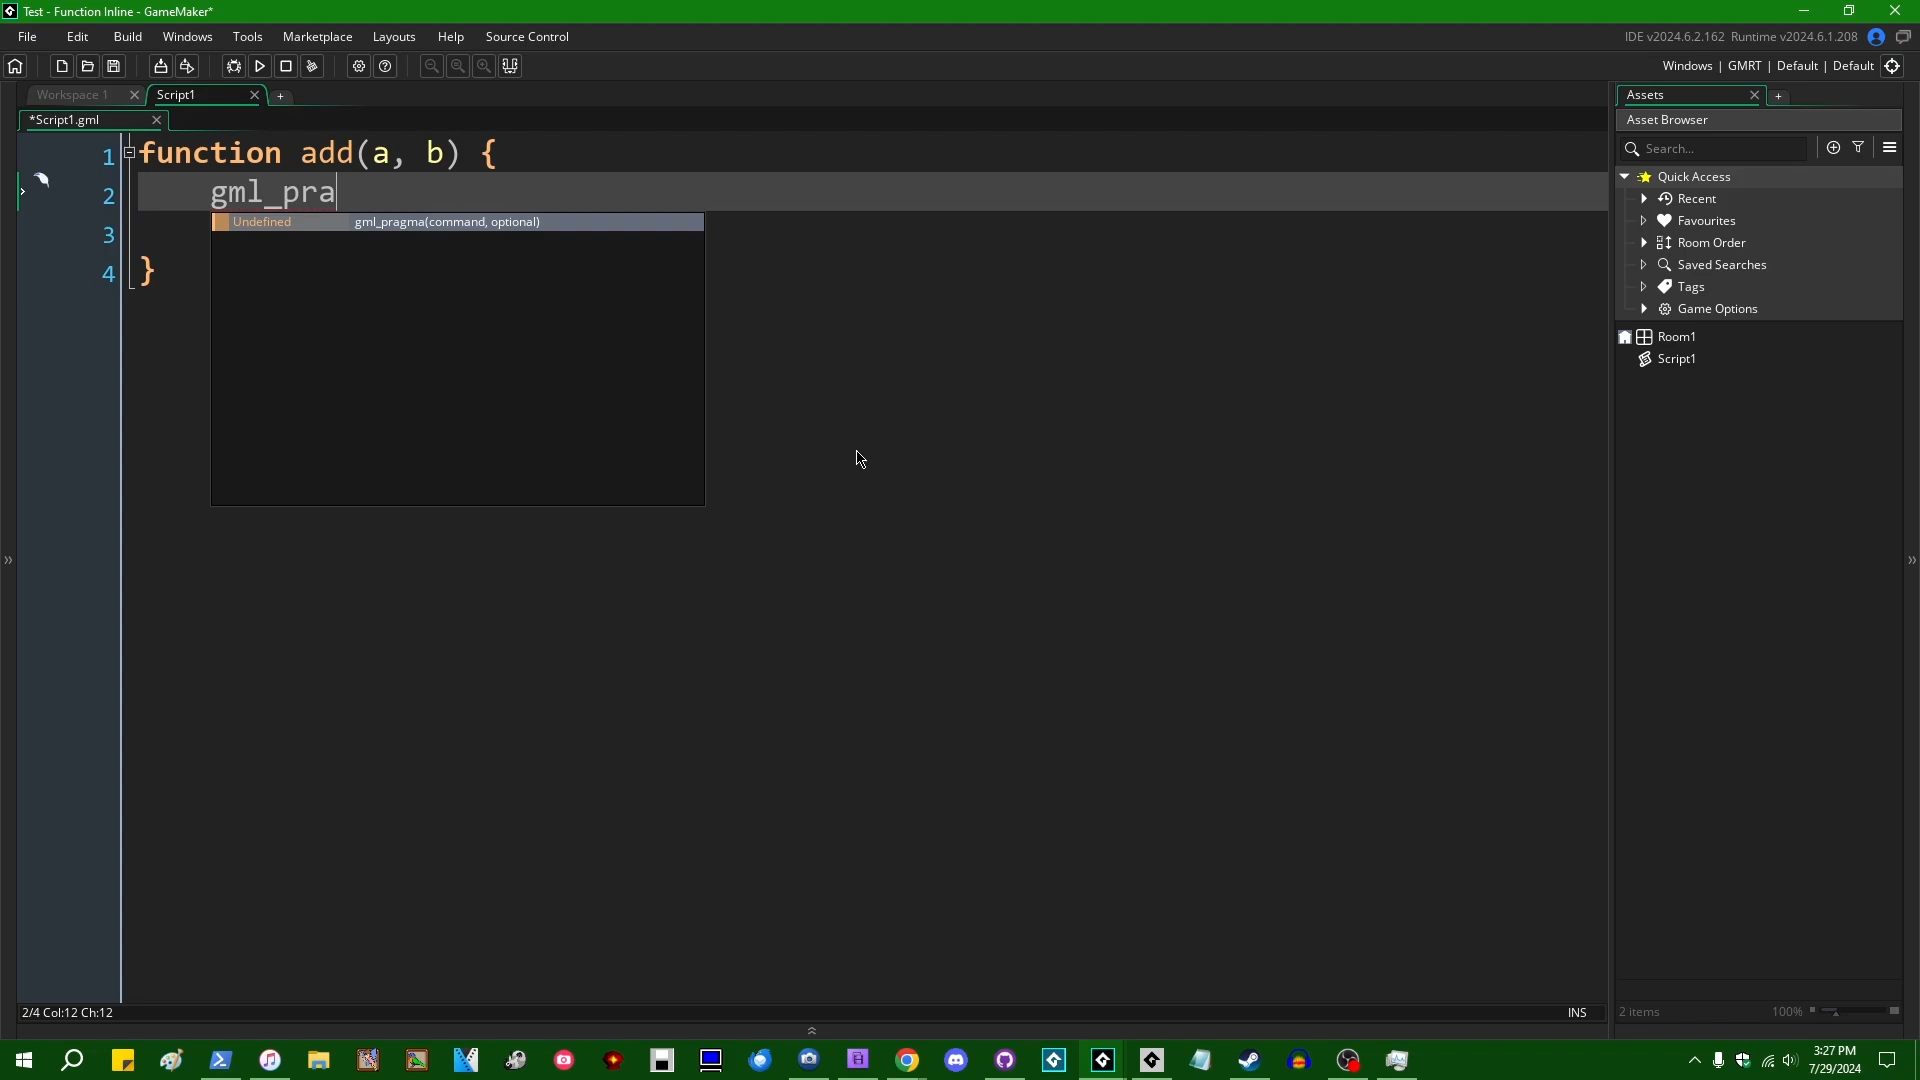 Test - Function Inline - GameMaker*
File Edit Build Windows Tools Marketplace Layouts Help Source Control
IDE v2024.6.2.162 Runtime v2024.6.1.208
Windows | GMRT | Default | Default
Workspace 1
Script1
*Script1.gml
1 function add(a, b) {
2 gml_pra
Undefined gml_pragma(command, optional)
3
4 }
Assets
Asset Browser
Search...
Quick Access
Recent
Favourites
Room Order
Saved Searches
Tags
Game Options
Room1
Script1
2 items 100%
2/4 Col:12 Ch:12 INS
3:27 PM
7/29/2024